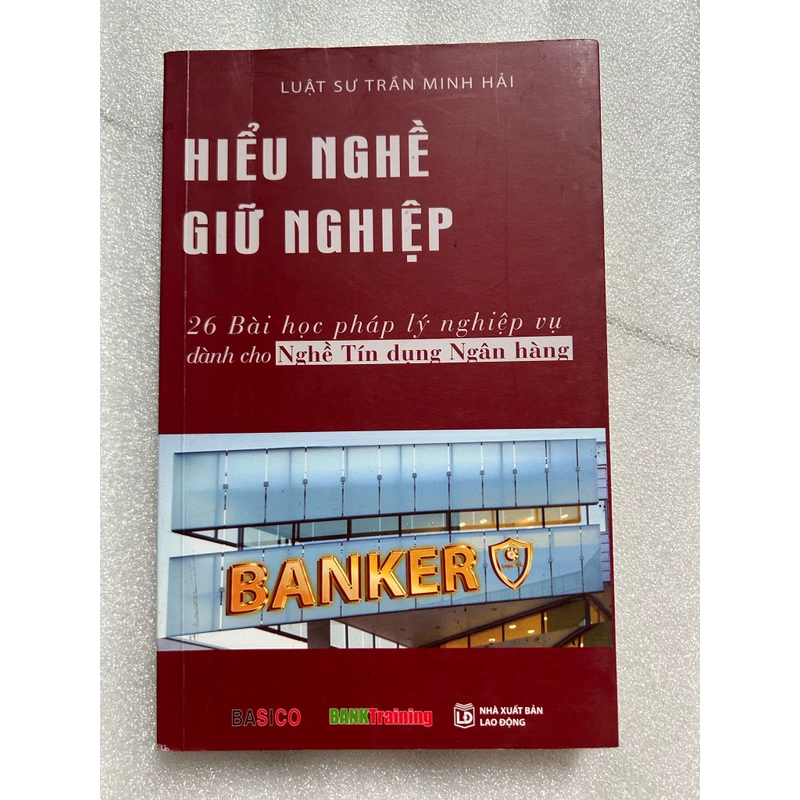 LUẬT SƯ TRẦN MINH HẢI
HIỂU NGHỀ
GIỮ NGHIỆP
26 Bài học pháp lý nghiệp vụ
dành cho Nghề Tín dụng Ngân hàng
BANKER
BASICO
BANKTraining
LĐ
NHÀ XUẤT BẢN
LAO ĐỘNG